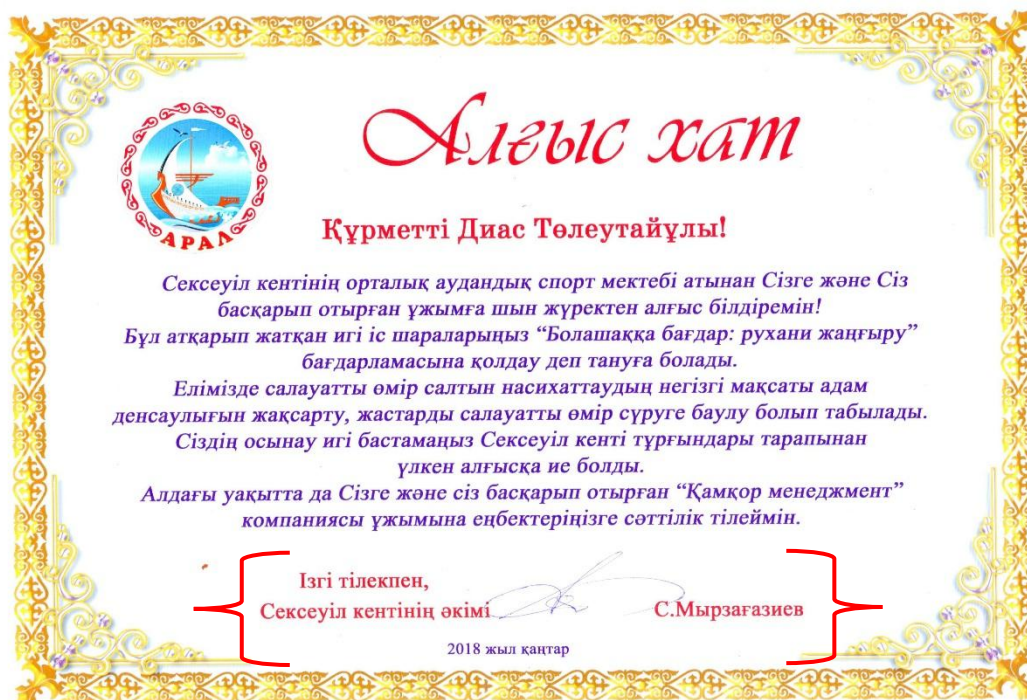 Алғыс хат
АРАЛ
Құрметті Диас Төлеутайұлы!
Сексеуіл кентінің орталық аудандық спорт мектебі атынан Сізге және Сіз
басқарып отырған ұжымға шын жүректен алғыс білдіремін!
Бұл атқарып жатқан игі іс шараларыңыз “Болашаққа бағдар: рухани жаңғыру”
бағдарламасына қолдау деп тануға болады.
Елімізде салауатты өмір салтын насихаттаудың негізгі мақсаты адам
денсаулығын жақсарту, жастарды салауатты өмір сүруге баулу болып табылады.
Сіздің осынау игі бастамаңыз Сексеуіл кенті тұрғындары тарапынан
үлкен алғысқа ие болды.
Алдағы уақытта да Сізге және сіз басқарып отырған “Қамқор менеджмент”
компаниясы ұжымына еңбектеріңізге сәттілік тілеймін.
Ізгі тілекпен,
Сексеуіл кентінің әкімі С.Мырзағазиев
2018 жыл қаңтар